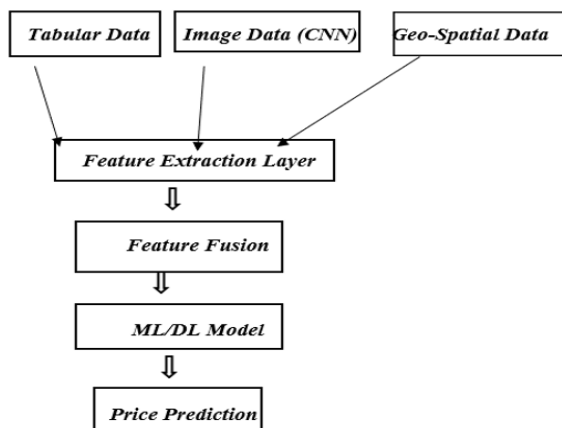 Tabular Data
Image Data (CNN)
Geo-Spatial Data
Feature Extraction Layer
Feature Fusion
ML/DL Model
Price Prediction